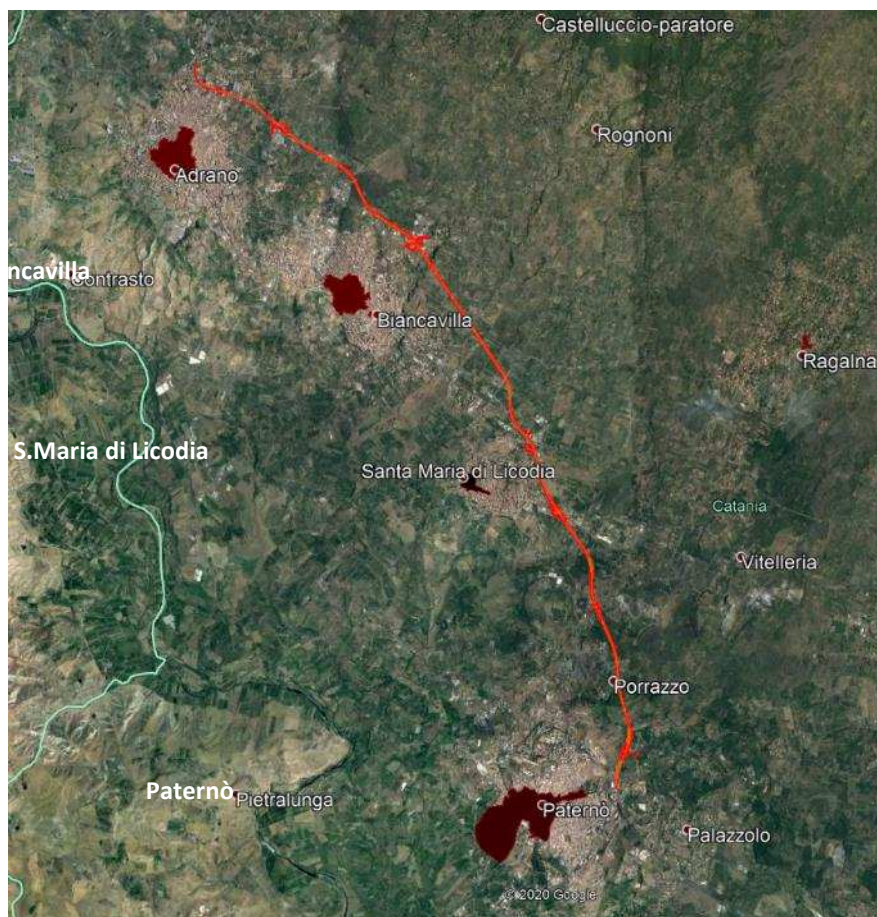 Castelluccio-paratore
Rognoni
Adrano
ncavilla
Contrasto
Biancavilla
Ragalna
S.Maria di Licodia
Santa Maria di Licodia
Catania
Vitelleria
Porrazzo
Paternò
Pietralunga
Paternò
Palazzolo
© 2020 Google